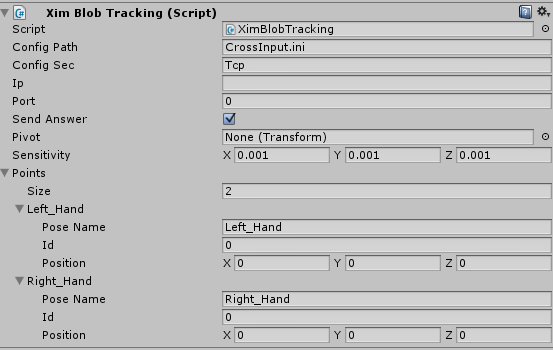 Xim Blob Tracking (Script)
Script XimBlobTracking
Config Path CrossInput.ini
Config Sec Tcp
Ip
Port 0
Send Answer
Pivot None (Transform)
Sensitivity X 0.001 Y 0.001 Z 0.001
Points
Size 2
Left_Hand
Pose Name Left_Hand
Id 0
Position X 0 Y 0 Z 0
Right_Hand
Pose Name Right_Hand
Id 0
Position X 0 Y 0 Z 0